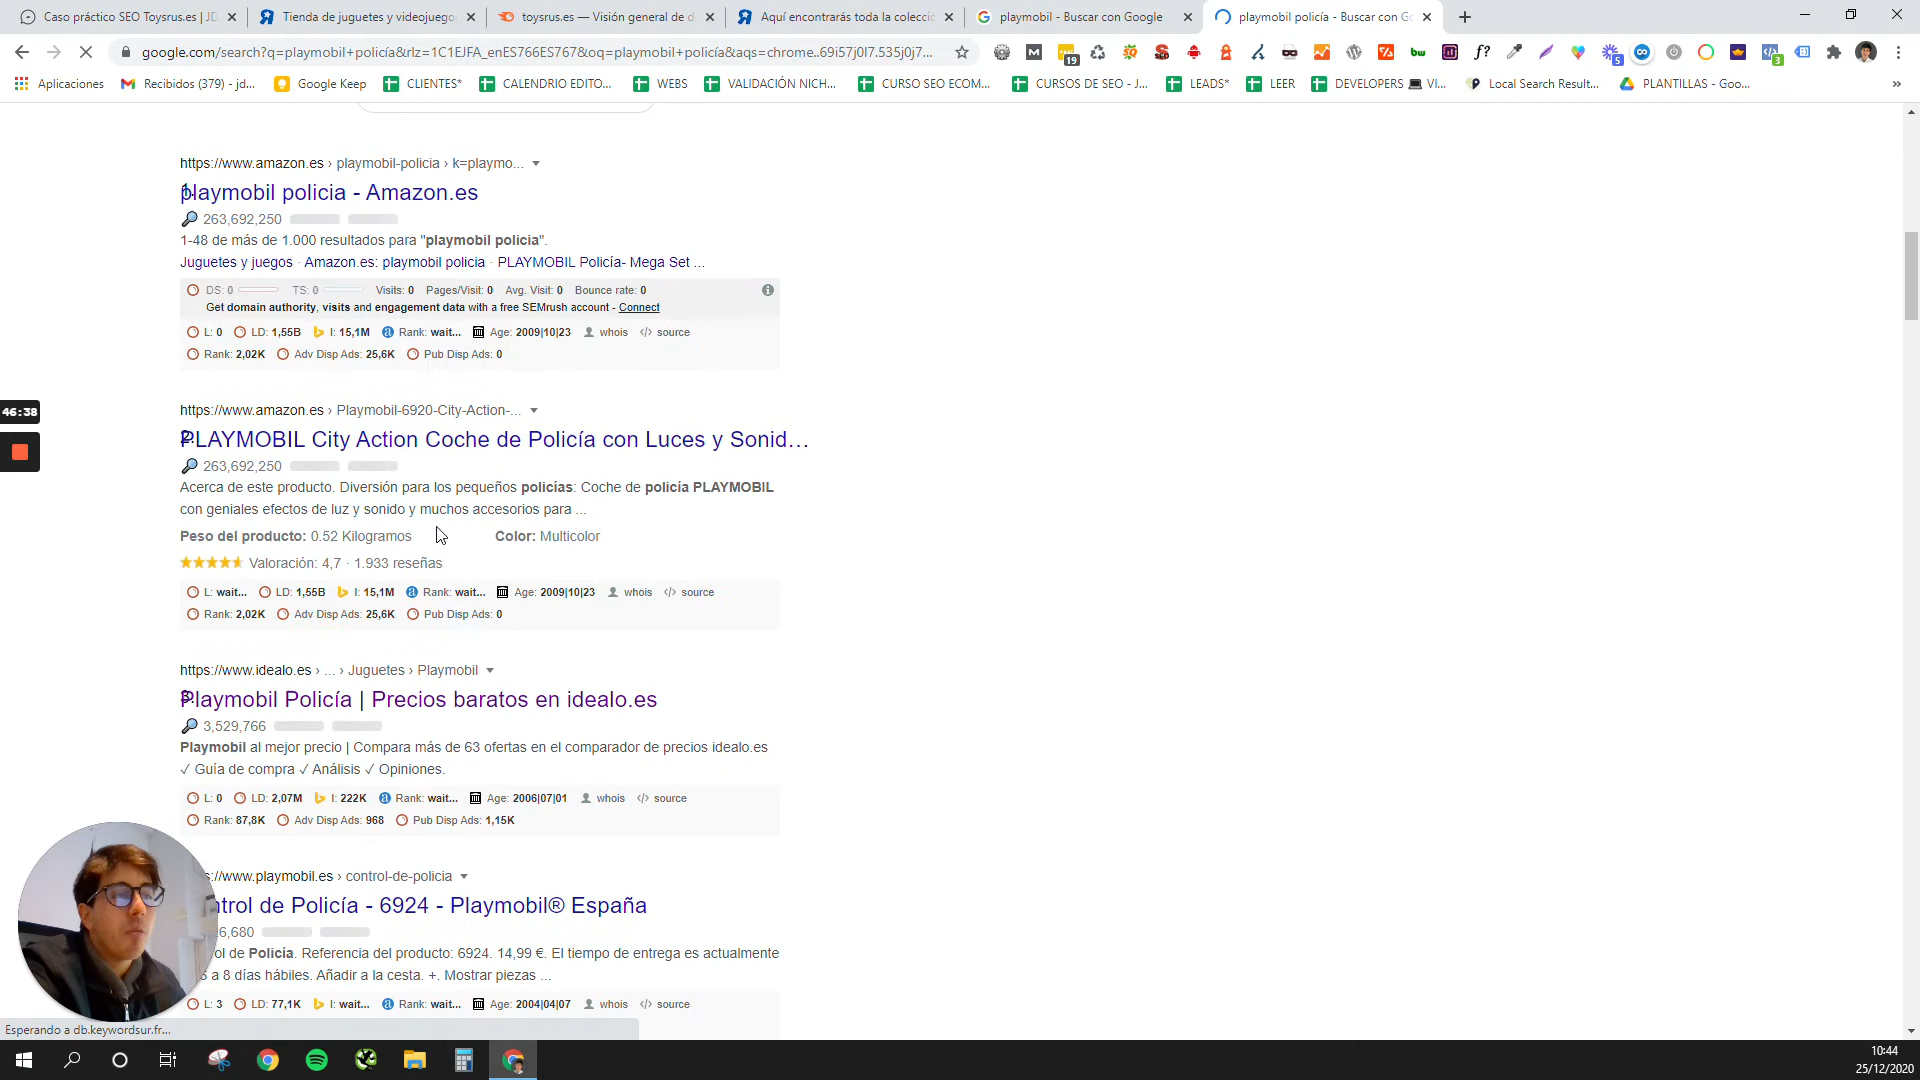 Caso práctico SEO Toysrus.es | JD
Tienda de juguetes y videojuego
toysrus.es — Visión general de d
Aquí encontrarás toda la colecció
playmobil - Buscar con Google
playmobil policía - Buscar con Go
google.com/search?q=playmobil+policía&rlz=1C1EJFA_enES766ES767&oq=playmobil+policía&aqs=chrome..69i57j0l7.535j0j7...
19
f?
bw
5
3
Aplicaciones
Recibidos (379) - jd...
Google Keep
CLIENTES*
CALENDARIO EDITO...
WEBS
VALIDACIÓN NICH...
CURSO SEO ECOM...
CURSOS DE SEO - J...
LEADS*
LEER
DEVELOPERS 💻 VI...
Local Search Result...
PLANTILLAS - Goo...
»
https://www.amazon.es › playmobil-policia › k=playmo...
1.
playmobil policia - Amazon.es
263,692,250
1-48 de más de 1.000 resultados para "playmobil policia".
Juguetes y juegos · Amazon.es: playmobil policia · PLAYMOBIL Policía- Mega Set ...
DS: 0 TS: 0 Visits: 0 Pages/Visit: 0 Avg. Visit: 0 Bounce rate: 0
Get domain authority, visits and engagement data with a free SEMrush account - Connect
L: 0 LD: 1,55B I: 15,1M Rank: wait... Age: 2009|10|23 whois source
Rank: 2,02K Adv Disp Ads: 25,6K Pub Disp Ads: 0
46:38
https://www.amazon.es › Playmobil-6920-City-Action-...
2.
PLAYMOBIL City Action Coche de Policía con Luces y Sonid...
263,692,250
Acerca de este producto. Diversión para los pequeños policías: Coche de policía PLAYMOBIL
con geniales efectos de luz y sonido y muchos accesorios para ...
Peso del producto: 0.52 Kilogramos Color: Multicolor
Valoración: 4,7 · 1.933 reseñas
L: wait... LD: 1,55B I: 15,1M Rank: wait... Age: 2009|10|23 whois source
Rank: 2,02K Adv Disp Ads: 25,6K Pub Disp Ads: 0
https://www.idealo.es › ... › Juguetes › Playmobil
3.
Playmobil Policía | Precios baratos en idealo.es
3,529,766
Playmobil al mejor precio | Compara más de 63 ofertas en el comparador de precios idealo.es
✓ Guía de compra ✓ Análisis ✓ Opiniones.
L: 0 LD: 2,07M I: 222K Rank: wait... Age: 2006|07|01 whois source
Rank: 87,8K Adv Disp Ads: 968 Pub Disp Ads: 1,15K
s://www.playmobil.es › control-de-policia
ntrol de Policía - 6924 - Playmobil® España
6,680
ol de Policía. Referencia del producto: 6924. 14,99 €. El tiempo de entrega es actualmente
a 8 días hábiles. Añadir a la cesta. +. Mostrar piezas ...
L: 3 LD: 77,1K I: wait... Rank: wait... Age: 2004|04|07 whois source
Esperando a db.keywordsur.fr...
10:44
25/12/2020